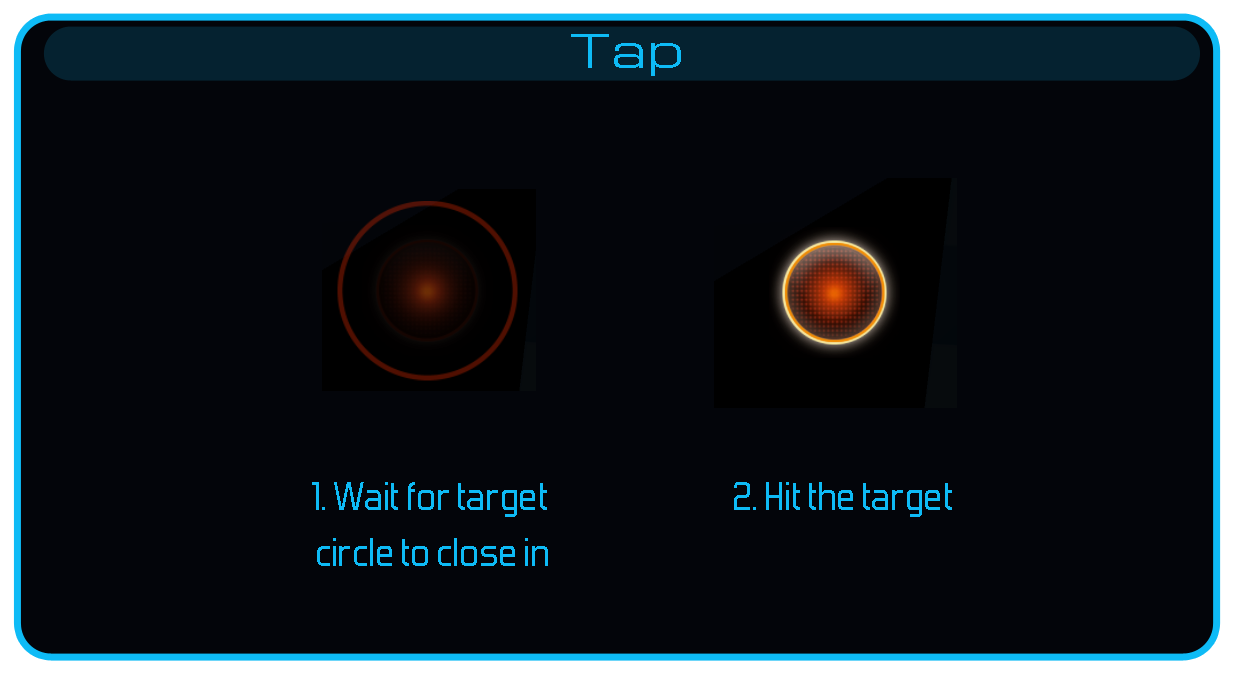 Tap
1. Wait for target
circle to close in
2. Hit the target